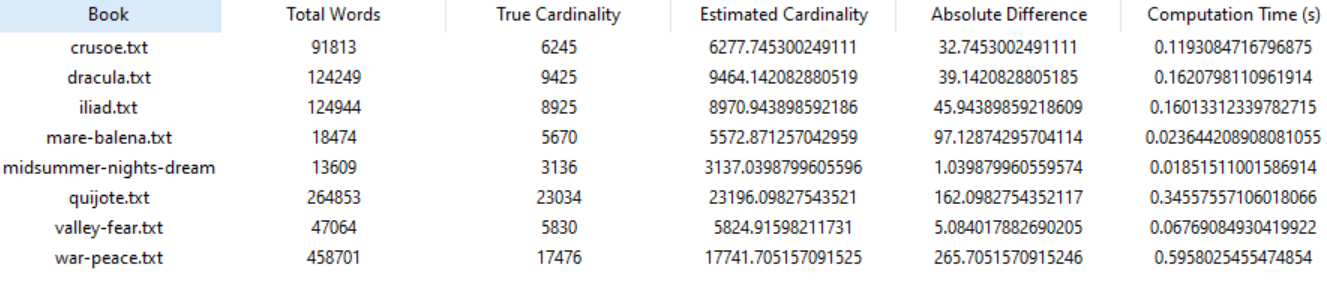 Book Total Words True Cardinality Estimated Cardinality Absolute Difference Computation Time (s)
crusoe.txt 91813 6245 6277.745300249111 32.7453002491111 0.1193084716796875
dracula.txt 124249 9425 9464.142082880519 39.1420828805185 0.1620798110961914
iliad.txt 124944 8925 8970.943898592186 45.94389859218609 0.16013312339782715
mare-balena.txt 18474 5670 5572.871257042959 97.12874295704114 0.023644208908081055
midsummer-nights-dream 13609 3136 3137.0398799605596 1.039879960559574 0.018515110015869​14
quijote.txt 264853 23034 23196.09827543521 162.0982754352117 0.34557557106018066
valley-fear.txt 47064 5830 5824.91598211731 5.084017882690205 0.06769084930419922
war-peace.txt 458701 17476 17741.705157091525 265.7051570915246 0.5958025455474854